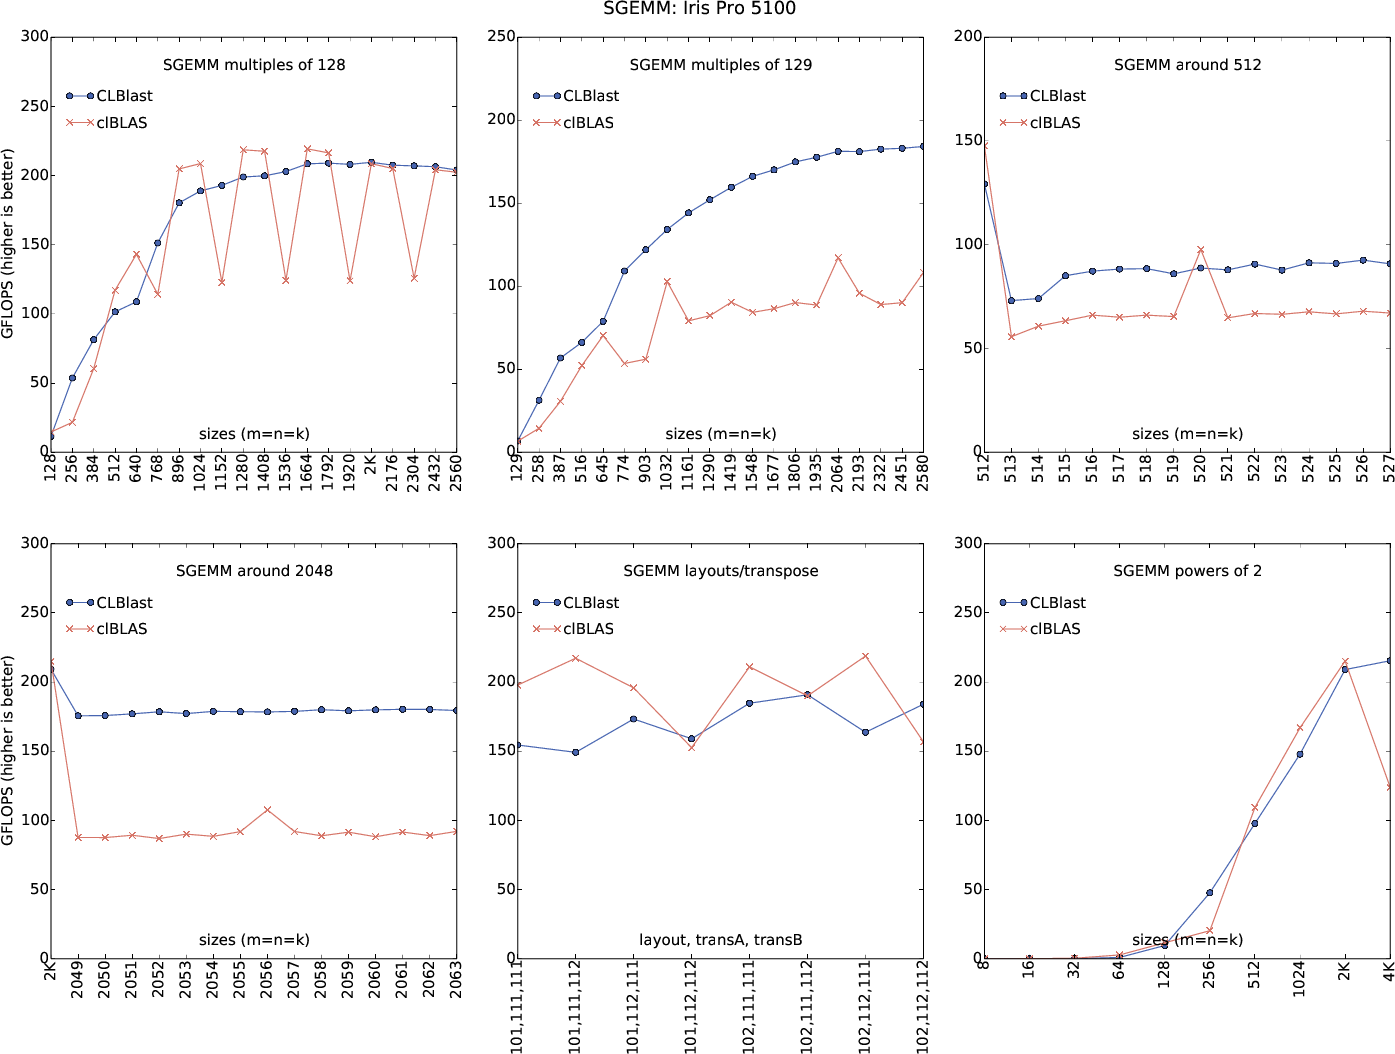 SGEMM: Iris Pro 5100
GFLOPS (higher is better)
300
250
200
150
100
50
0
SGEMM multiples of 128
CLBlast
clBLAS
sizes (m=n=k)
128 256 384 512 640 768 896 1024 1152 1280 1408 1536 1664 1792 1920 2K 2176 2304 2432 2560
250
200
150
100
50
0
SGEMM multiples of 129
CLBlast
clBLAS
sizes (m=n=k)
129 258 387 516 645 774 903 1032 1161 1290 1419 1548 1677 1806 1935 2064 2193 2322 2451 2580
200
150
100
50
0
SGEMM around 512
CLBlast
clBLAS
sizes (m=n=k)
512 513 514 515 516 517 518 519 520 521 522 523 524 525 526 527
GFLOPS (higher is better)
300
250
200
150
100
50
0
SGEMM around 2048
CLBlast
clBLAS
sizes (m=n=k)
2K 2049 2050 2051 2052 2053 2054 2055 2056 2057 2058 2059 2060 2061 2062 2063
300
250
200
150
100
50
0
SGEMM layouts/transpose
CLBlast
clBLAS
layout, transA, transB
101,111,111 101,111,112 101,112,111 101,112,112 102,111,111 102,111,112 102,112,111 102,112,112
300
250
200
150
100
50
0
SGEMM powers of 2
CLBlast
clBLAS
sizes (m=n=k)
8 16 32 64 128 256 512 1024 2K 4K